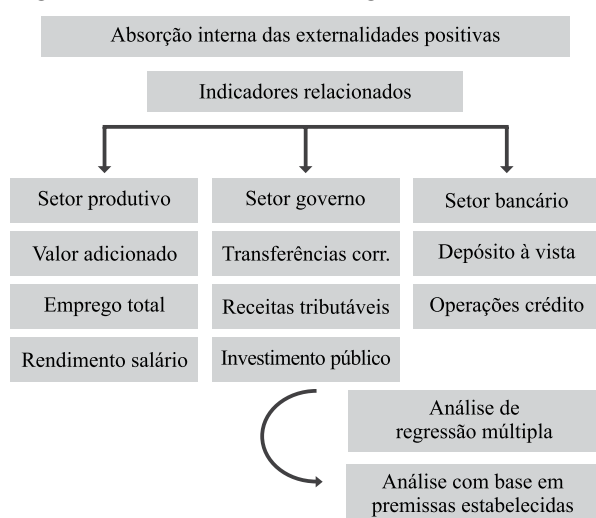 Absorção interna das externalidades positivas
Indicadores relacionados
Setor produtivo
Setor governo
Setor bancário
Valor adicionado
Transferências corr.
Depósito à vista
Emprego total
Receitas tributáveis
Operações crédito
Rendimento salário
Investimento público
Análise de
regressão múltipla
Análise com base em
premissas estabelecidas